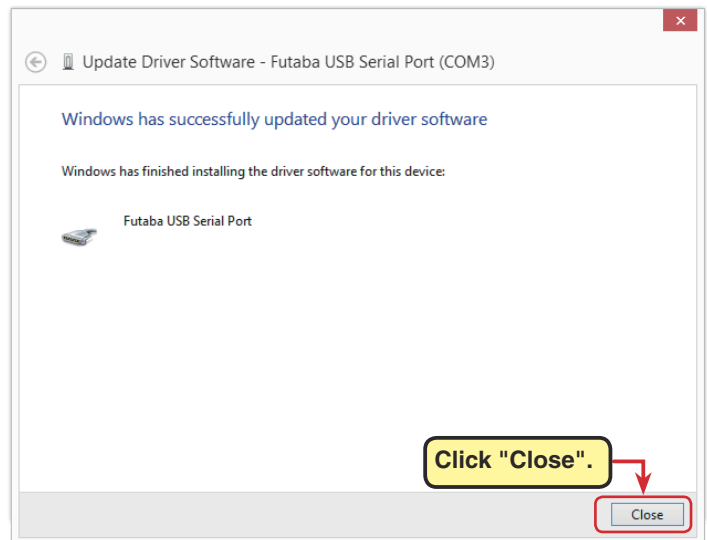 Update Driver Software - Futaba USB Serial Port (COM3)
Windows has successfully updated your driver software
Windows has finished installing the driver software for this device:
Futaba USB Serial Port
Click "Close".
Close